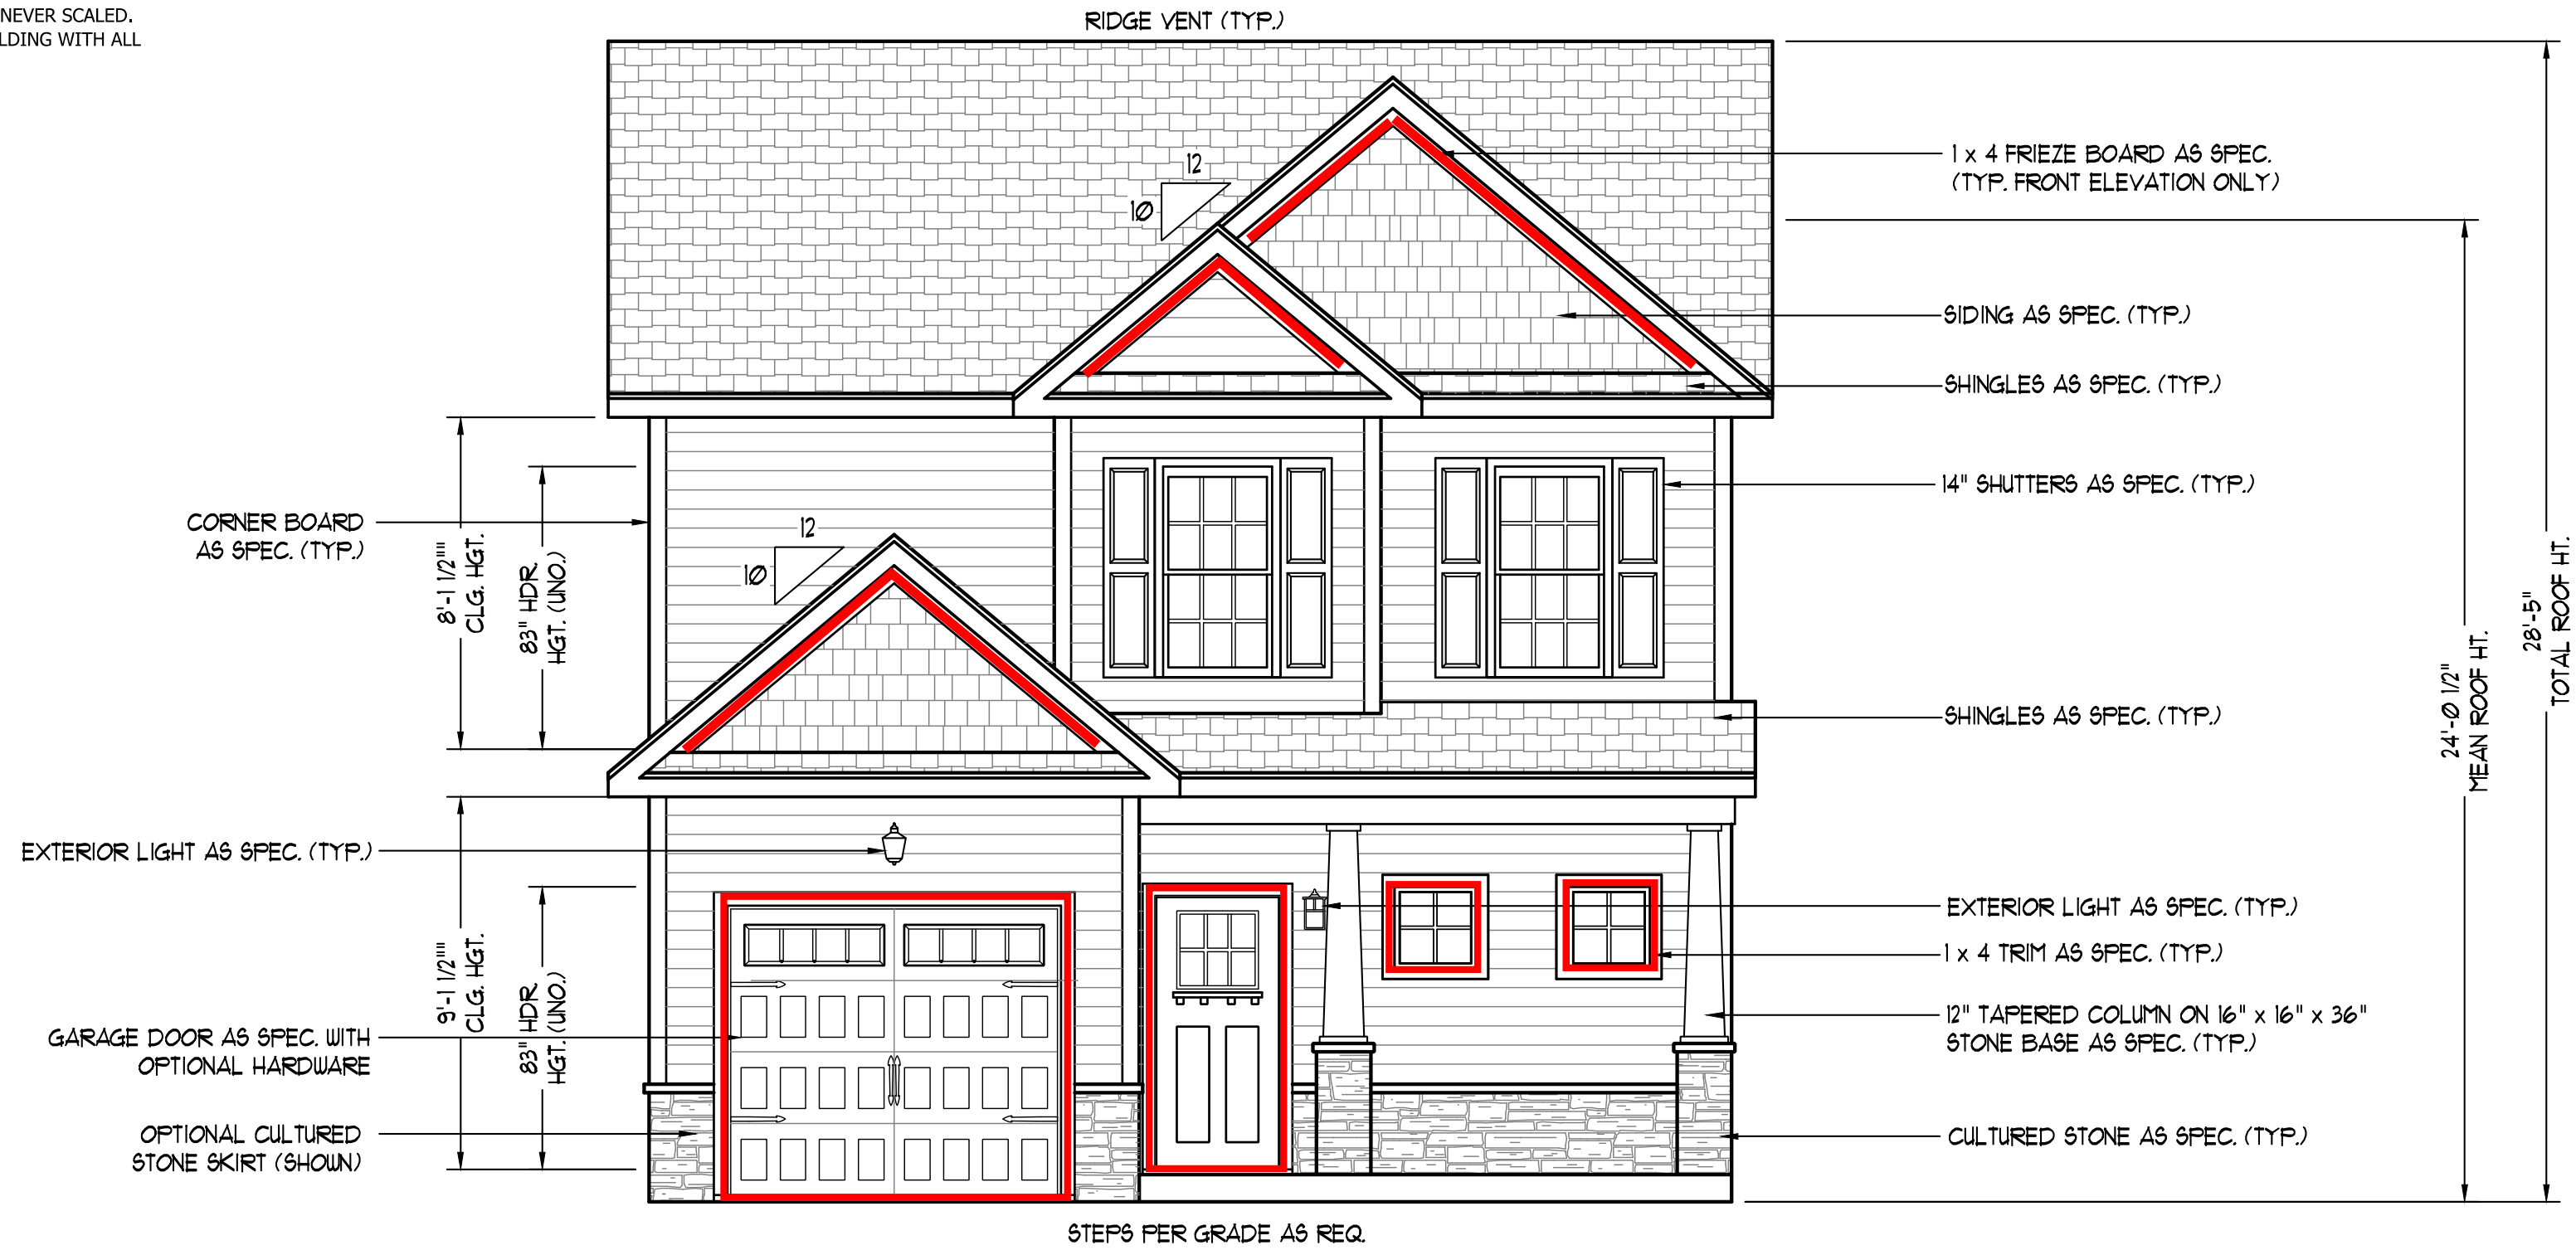 NEVER SCALED.
LDING WITH ALL
RIDGE VENT (TYP.)
12
10
1 x 4 FRIEZE BOARD AS SPEC.
(TYP. FRONT ELEVATION ONLY)
SIDING AS SPEC. (TYP.)
SHINGLES AS SPEC. (TYP.)
14" SHUTTERS AS SPEC. (TYP.)
CORNER BOARD
AS SPEC. (TYP.)
8'-1 1/2""
CLG. HGT.
83" HDR.
HGT. (UNO.)
12
10
28'-5"
TOTAL ROOF HT.
24'-0 1/2"
MEAN ROOF HT.
SHINGLES AS SPEC. (TYP.)
EXTERIOR LIGHT AS SPEC. (TYP.)
9'-1 1/2""
CLG. HGT.
83" HDR.
HGT. (UNO.)
EXTERIOR LIGHT AS SPEC. (TYP.)
1 x 4 TRIM AS SPEC. (TYP.)
12" TAPERED COLUMN ON 16" x 16" x 36"
STONE BASE AS SPEC. (TYP.)
GARAGE DOOR AS SPEC. WITH
OPTIONAL HARDWARE
OPTIONAL CULTURED
STONE SKIRT (SHOWN)
CULTURED STONE AS SPEC. (TYP.)
STEPS PER GRADE AS REQ.